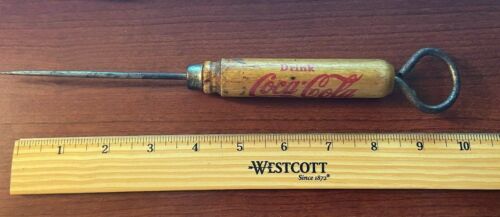 Drink
Coca-Cola
1 2 3 4 5 6 7 8 9 10
WESTCOTT
Since 1872®